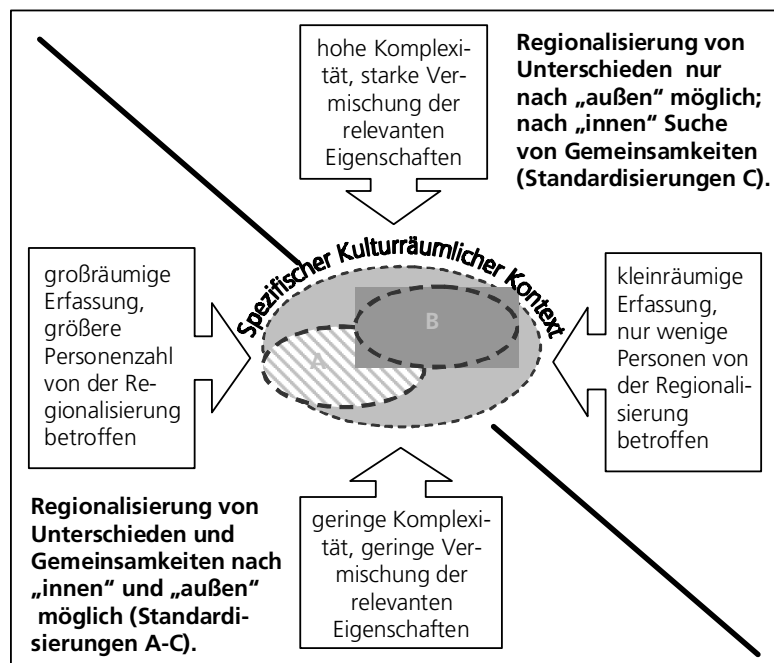 hohe Komplexi-
tät, starke Ver-
mischung der
relevanten
Eigenschaften
Regionalisierung von
Unterschieden nur
nach „außen“ möglich;
nach „innen“ Suche
von Gemeinsamkeiten
(Standardisierungen C).
großräumige
Erfassung,
größere
Personenzahl
von der Re-
gionalisierung
betroffen
Spezifischer Kulturräumlicher Kontext
A
B
kleinräumige
Erfassung,
nur wenige
Personen von
der Regionali-
sierung
betroffen
Regionalisierung von
Unterschieden und
Gemeinsamkeiten nach
„innen“ und „außen“
möglich (Standardi-
sierungen A-C).
geringe Komplexi-
tät, geringe Ver-
mischung der
relevanten
Eigenschaften